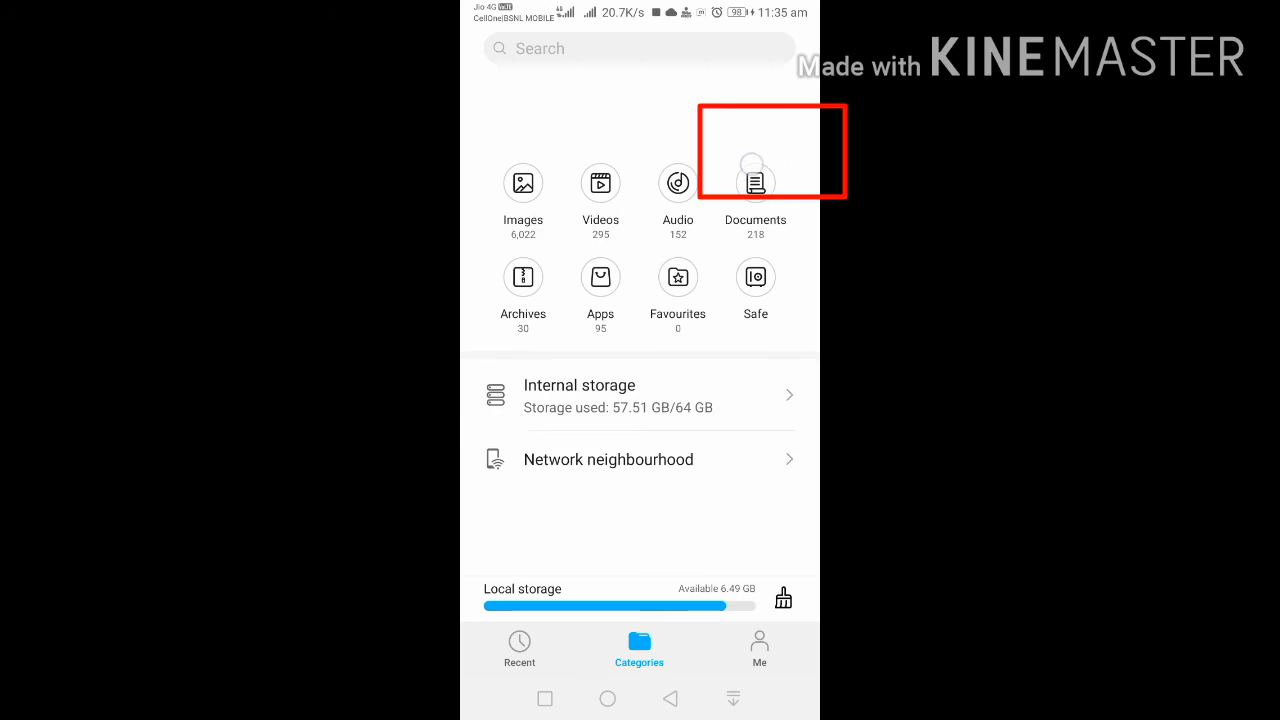 Jio 4G VoLTE
CellOne|BSNL MOBILE
20.7K/s
98
11:35 am
Search
Made with KINEMASTER
Images
Videos
Audio
Documents
6,022
295
152
218
Archives
Apps
Favourites
Safe
30
95
0
Internal storage
Storage used: 57.51 GB/64 GB
Network neighbourhood
Local storage
Available 6.49 GB
Recent
Categories
Me